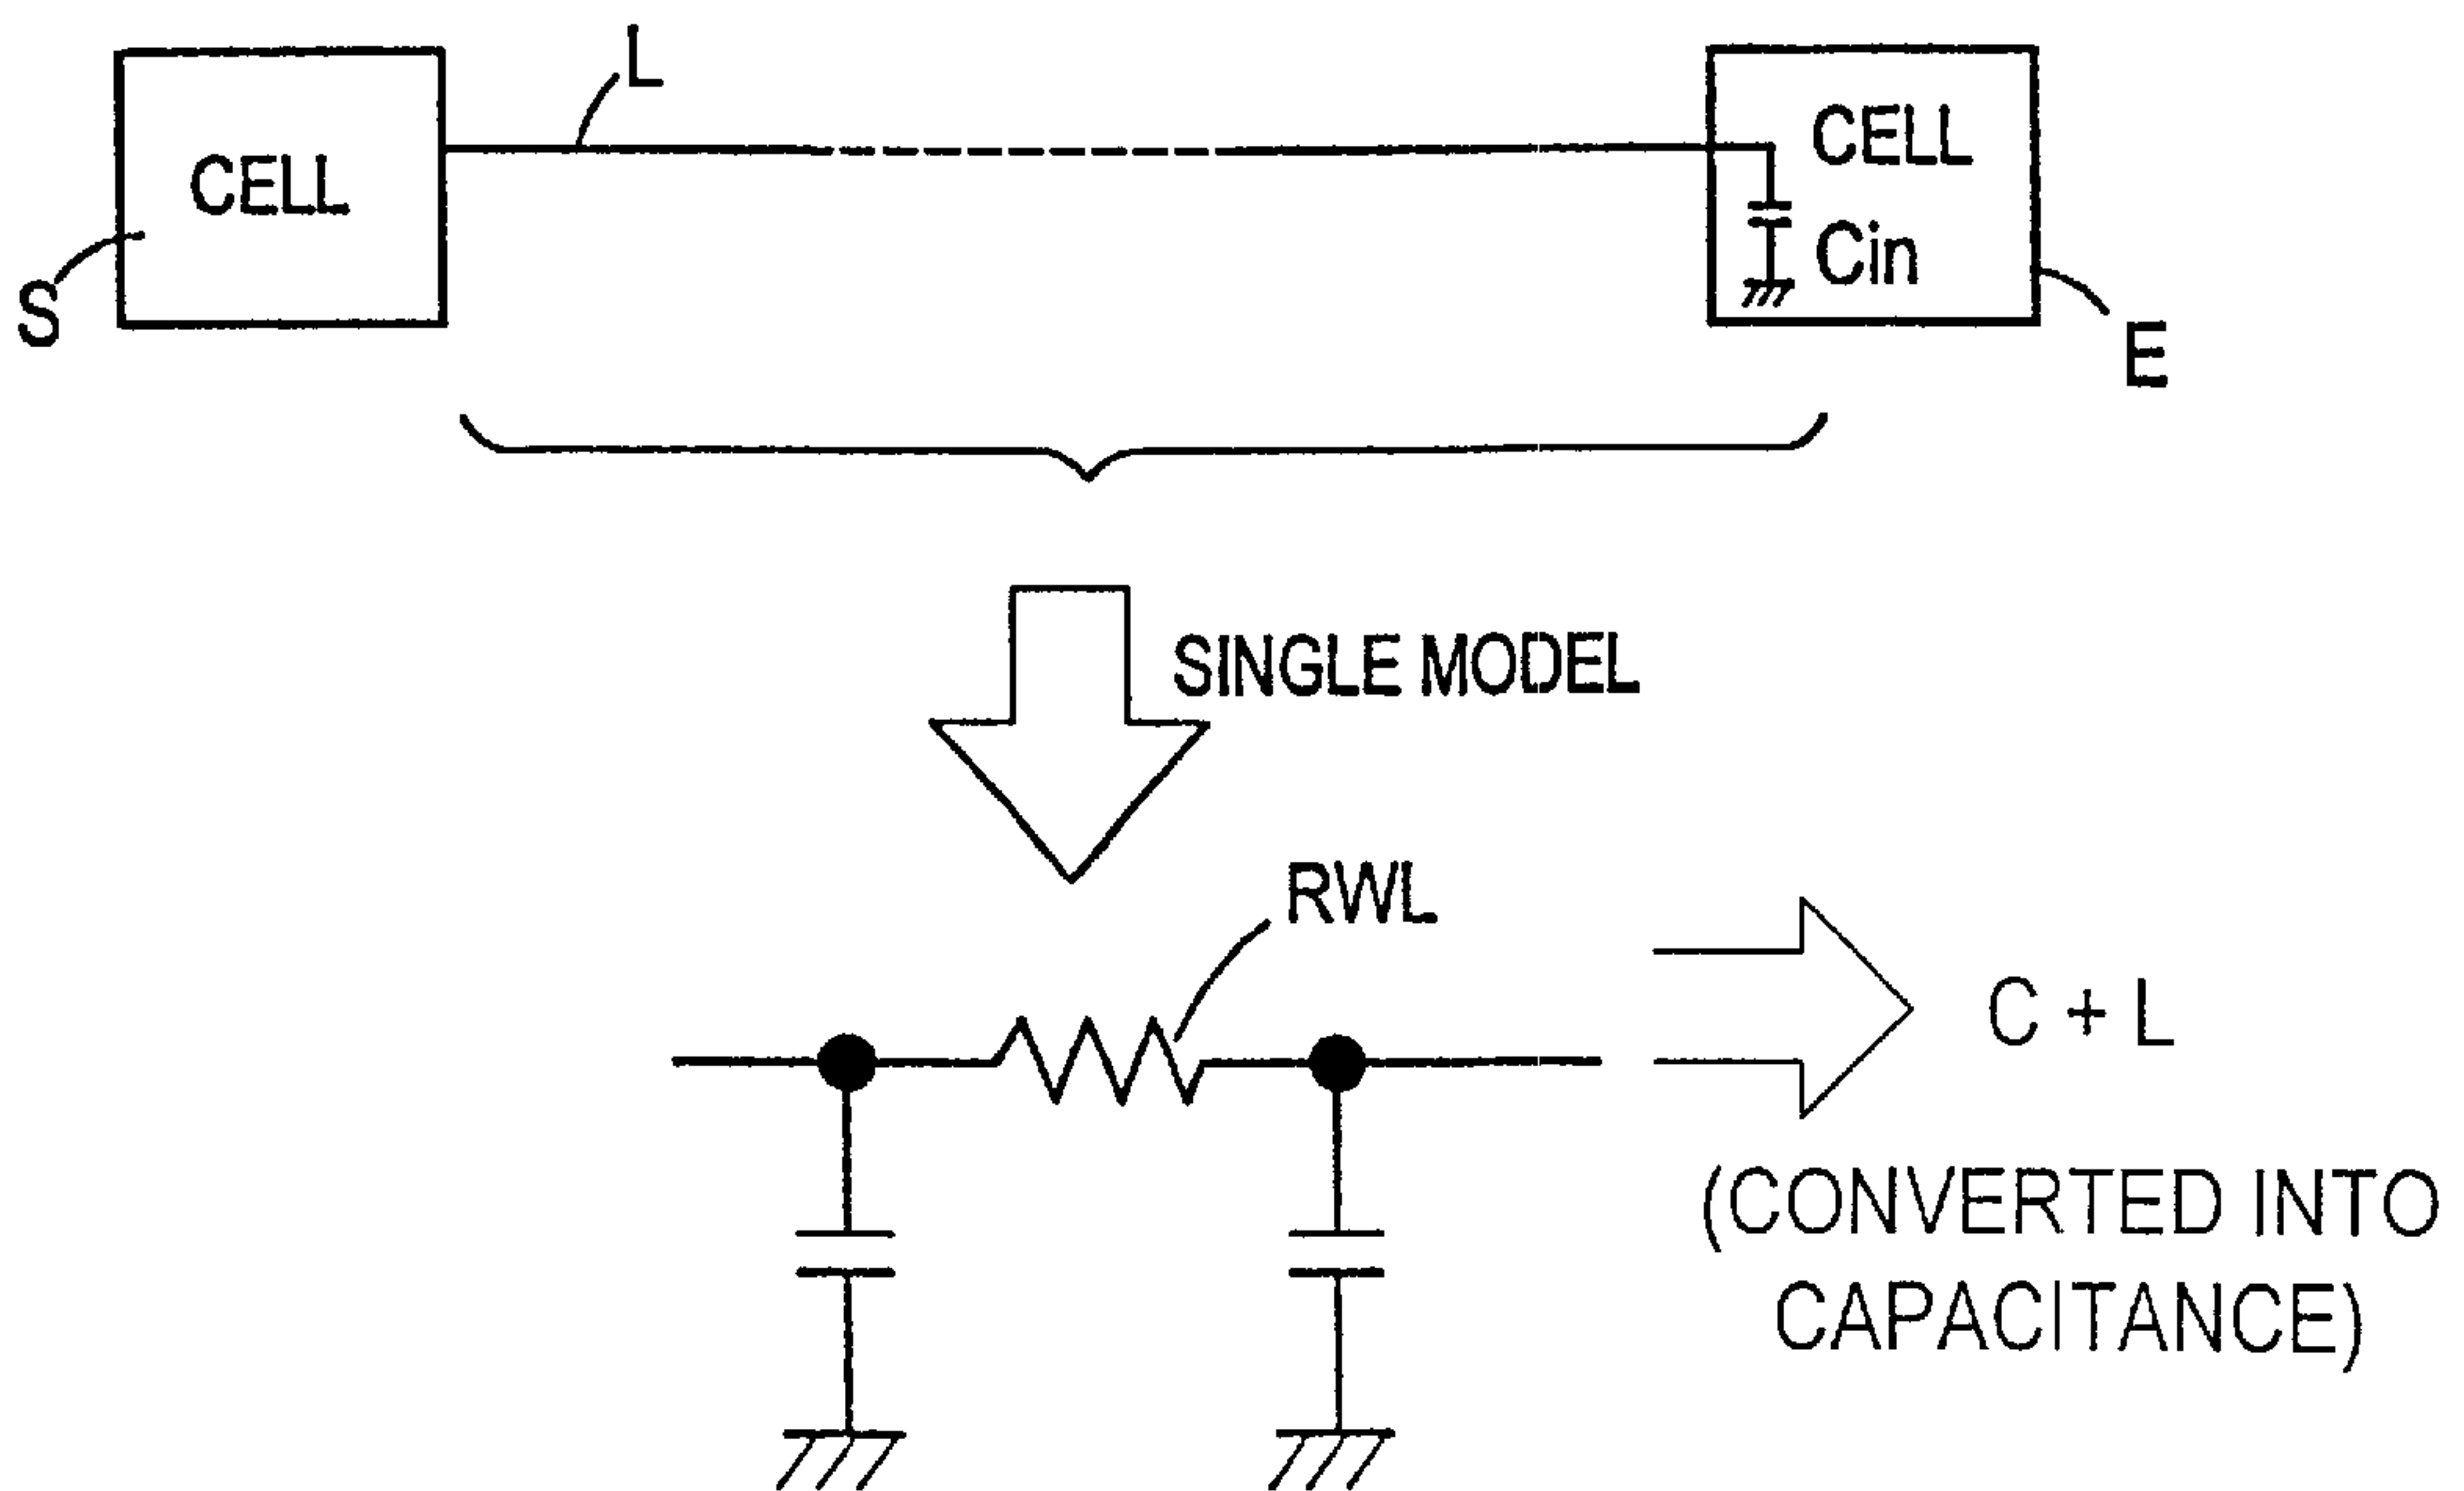 L
CELL
S
CELL
Cin
E
SINGLE MODEL
RWL
C + L
(CONVERTED INTO
CAPACITANCE)